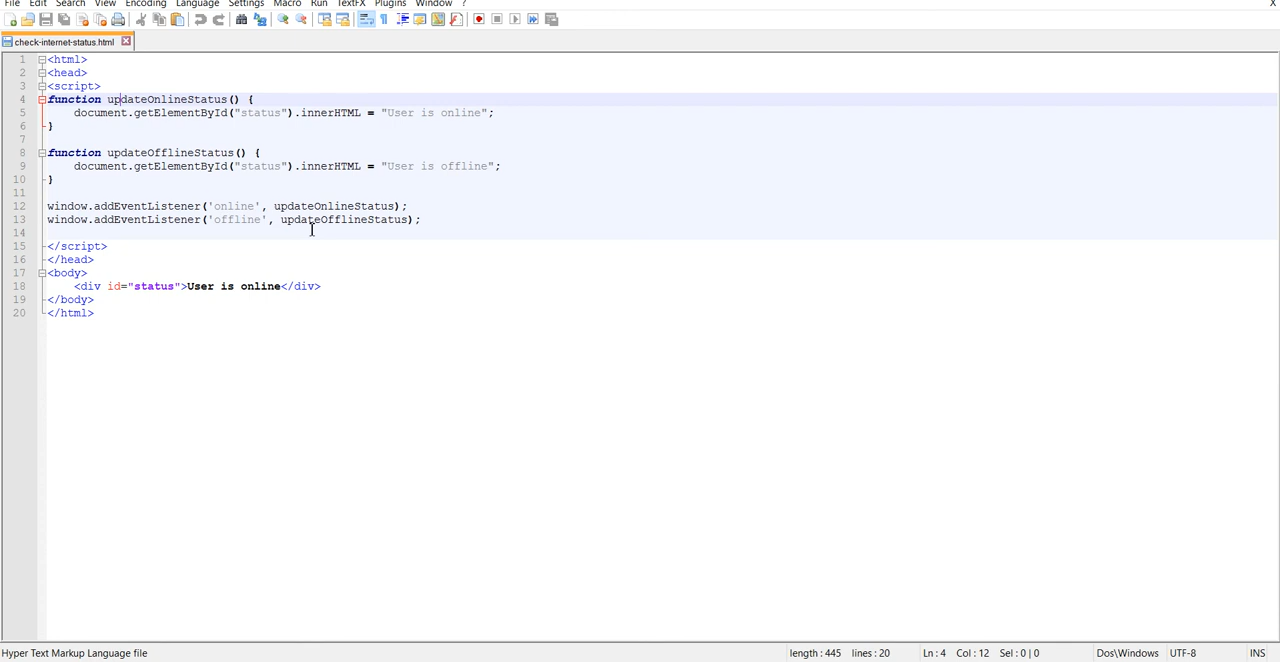 File Edit Search View Encoding Language Settings Macro Run TextFX Plugins Window ? X
check-internet-status.html
1 <html>
2 <head>
3 <script>
4 function updateOnlineStatus() {
5     document.getElementById("status").innerHTML = "User is online";
6 }
7
8 function updateOfflineStatus() {
9     document.getElementById("status").innerHTML = "User is offline";
10 }
11
12 window.addEventListener('online', updateOnlineStatus);
13 window.addEventListener('offline', updateOfflineStatus);
14
15 </script>
16 </head>
17 <body>
18     <div id="status">User is online</div>
19 </body>
20 </html>
Hyper Text Markup Language file length : 445 lines : 20 Ln : 4 Col : 12 Sel : 0 | 0 Dos\Windows UTF-8 INS